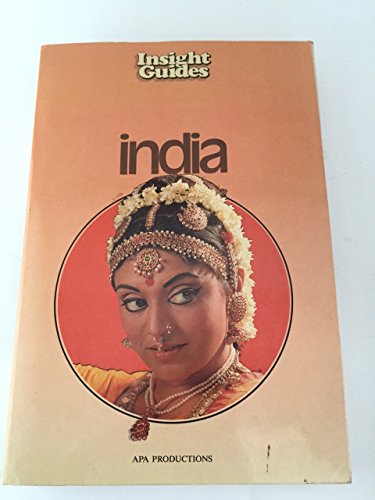 Insight
Guides
india
APA PRODUCTIONS